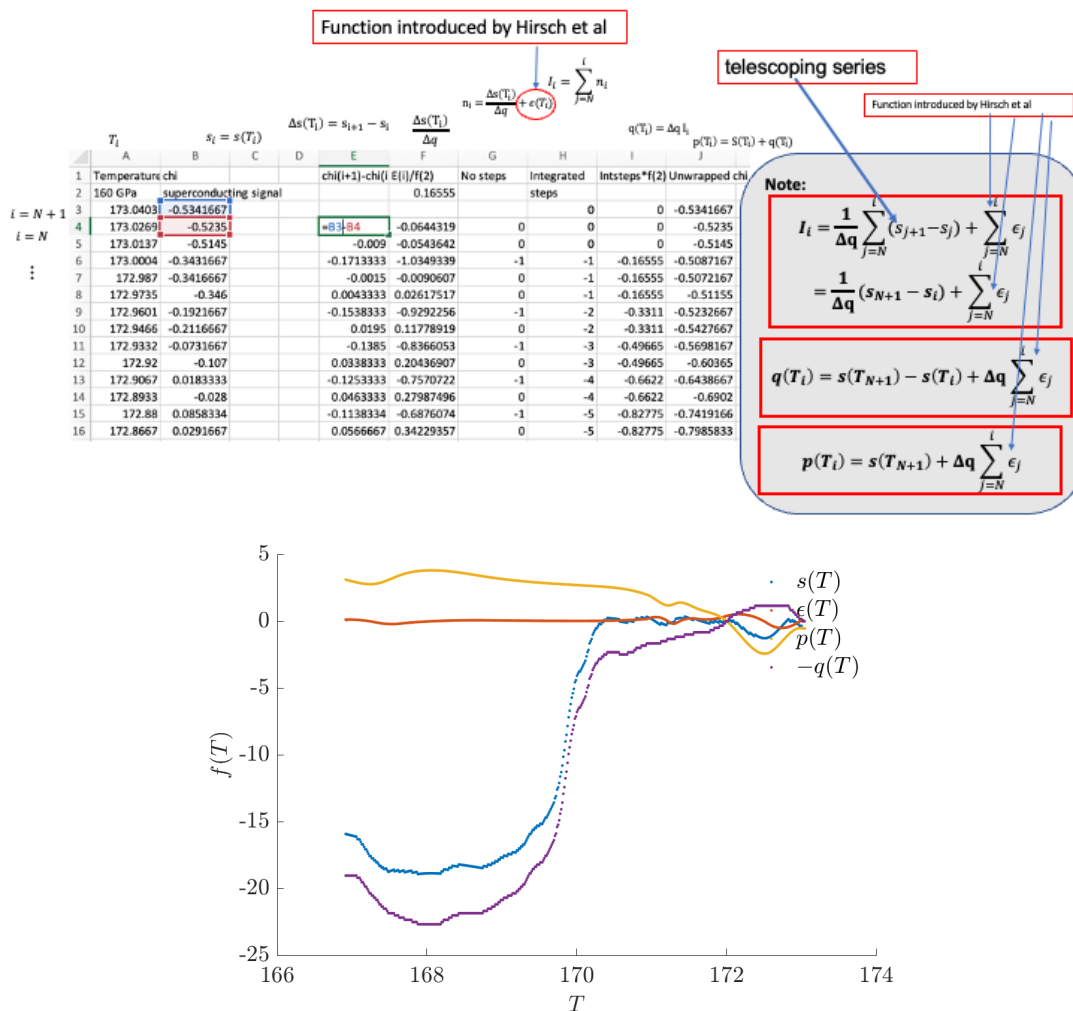 Function introduced by Hirsch et al
telescoping series
Function introduced by Hirsch et al
T_i
s_i = s(T_i)
Δs(T_i) = s_{i+1} − s_i
Δs(T_i)/Δq
n_i = Δs(T_i)/Δq + ε(T_i)
I_i = ∑_{j=N}^{i} n_i
q(T_i) = Δq I_i
p(T_i) = S(T_i) + q(T_i)
A B C D E F G H I J
1 Temperature chi chi(i+1)-chi(i E(i)/f(2) No steps Integrated Intsteps*f(2) Unwrapped chi
2 160 GPa superconducting signal 0.16555 steps
i = N + 1
3 173.0403 -0.5341667 0 0 -0.5341667
i = N
4 173.0269 -0.5235 =B3-B4 -0.0644319 0 0 0 -0.5235
⋮
5 173.0137 -0.5145 -0.009 -0.0543642 0 0 0 -0.5145
6 173.0004 -0.3431667 -0.1713333 -1.0349339 -1 -1 -0.16555 -0.5087167
7 172.987 -0.3416667 -0.0015 -0.0090607 0 -1 -0.16555 -0.5072167
8 172.9735 -0.346 0.0043333 0.02617517 0 -1 -0.16555 -0.51155
9 172.9601 -0.1921667 -0.1538333 -0.9292256 -1 -2 -0.3311 -0.5232667
10 172.9466 -0.2116667 0.0195 0.11778919 0 -2 -0.3311 -0.5427667
11 172.9332 -0.0731667 -0.1385 -0.8366053 -1 -3 -0.49665 -0.5698167
12 172.92 -0.107 0.0338333 0.20436907 0 -3 -0.49665 -0.60365
13 172.9067 0.0183333 -0.1253333 -0.7570722 -1 -4 -0.6622 -0.6438667
14 172.8933 -0.028 0.0463333 0.27987496 0 -4 -0.6622 -0.6902
15 172.88 0.0858334 -0.1138334 -0.6876074 -1 -5 -0.82775 -0.7419166
16 172.8667 0.0291667 0.0566667 0.34229357 0 -5 -0.82775 -0.7985833
Note:
I_i = 1/Δq ∑_{j=N}^{i} (s_{j+1} − s_j) + ∑_{j=N}^{i} ϵ_j
= 1/Δq (s_{N+1} − s_i) + ∑_{j=N}^{i} ϵ_j
q(T_i) = s(T_{N+1}) − s(T_i) + Δq ∑_{j=N}^{i} ϵ_j
p(T_i) = s(T_{N+1}) + Δq ∑_{j=N}^{i} ϵ_j
s(T)
ϵ(T)
p(T)
−q(T)
5
0
-5
-10
-15
-20
-25
f(T)
166 168 170 172 174
T